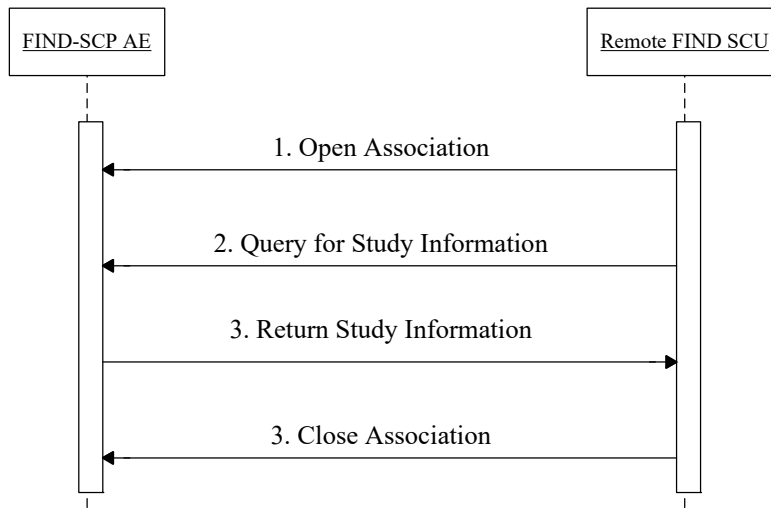 FIND-SCP AE
Remote FIND SCU
1. Open Association
2. Query for Study Information
3. Return Study Information
3. Close Association